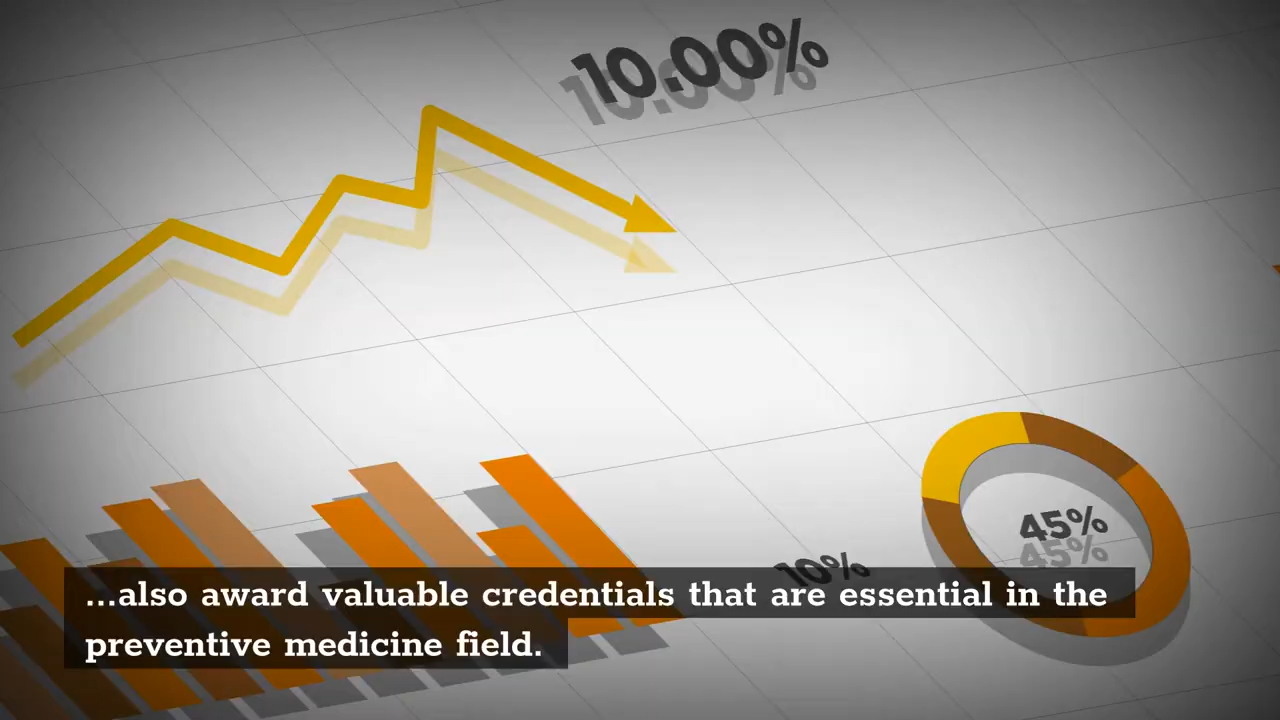 10.00%
45%
10%
...also award valuable credentials that are essential in the
preventive medicine field.